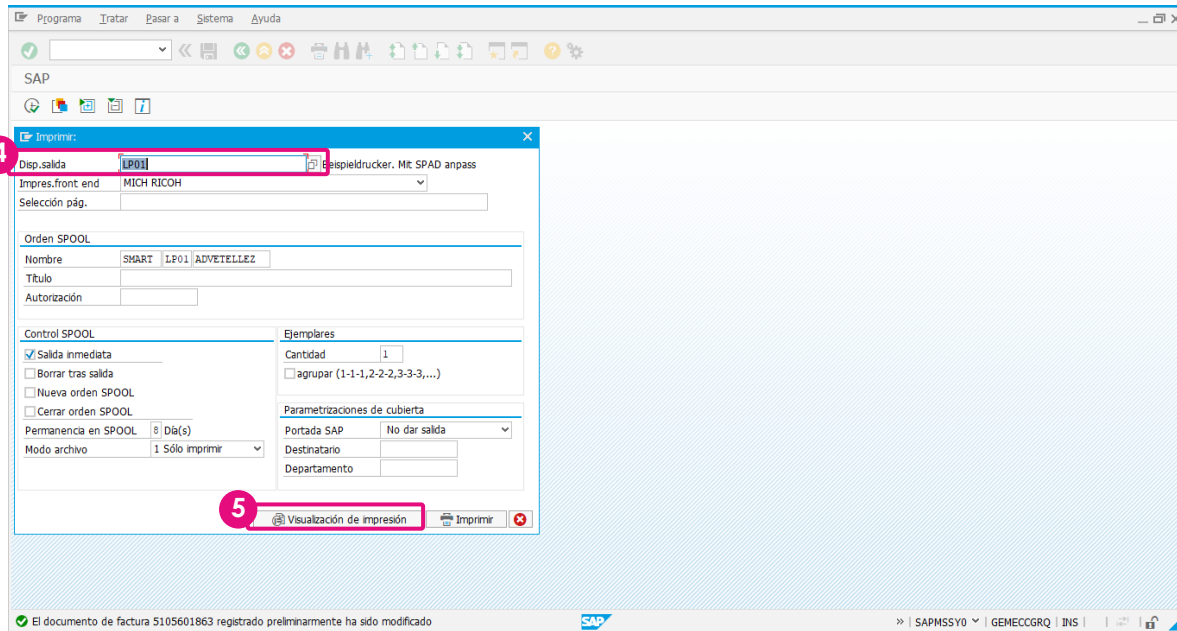 Programa Tratar Pasar a Sistema Ayuda
SAP
Imprimir:
4
Disp.salida LP01 Beispieldrucker. Mit SPAD anpass
Impres.front end MICH RICOH
Selección pág.
Orden SPOOL
Nombre SMART LP01 ADVETELLEZ
Título
Autorización
Control SPOOL
Salida inmediata
Borrar tras salida
Nueva orden SPOOL
Cerrar orden SPOOL
Permanencia en SPOOL 8 Día(s)
Modo archivo 1 Sólo imprimir
Ejemplares
Cantidad 1
agrupar (1-1-1,2-2-2,3-3-3,...)
Parametrizaciones de cubierta
Portada SAP No dar salida
Destinatario
Departamento
5
Visualización de impresión Imprimir
El documento de factura 5105601863 registrado preliminarmente ha sido modificado SAP » SAPMSSY0 GEMECCGRQ INS